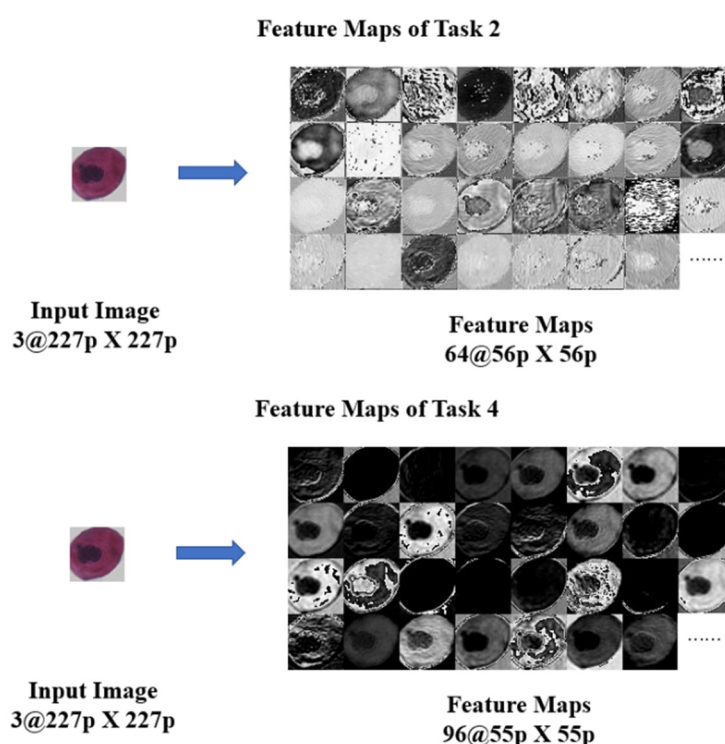 Feature Maps of Task 2
......
Input Image
3@227p X 227p
Feature Maps
64@56p X 56p
Feature Maps of Task 4
......
Input Image
3@227p X 227p
Feature Maps
96@55p X 55p